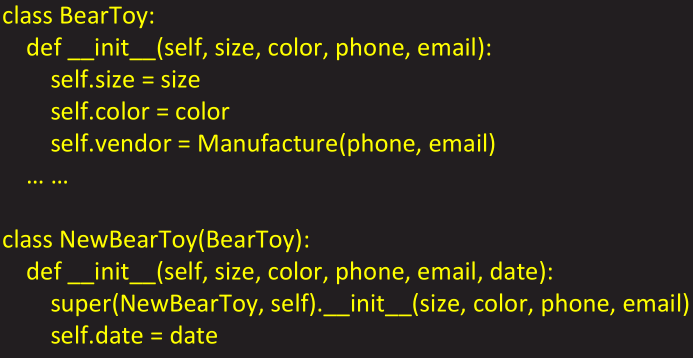 class BearToy:
def __init__(self, size, color, phone, email):
self.size = size
self.color = color
self.vendor = Manufacture(phone, email)
... ...
class NewBearToy(BearToy):
def __init__(self, size, color, phone, email, date):
super(NewBearToy, self).__init__(size, color, phone, email)
self.date = date